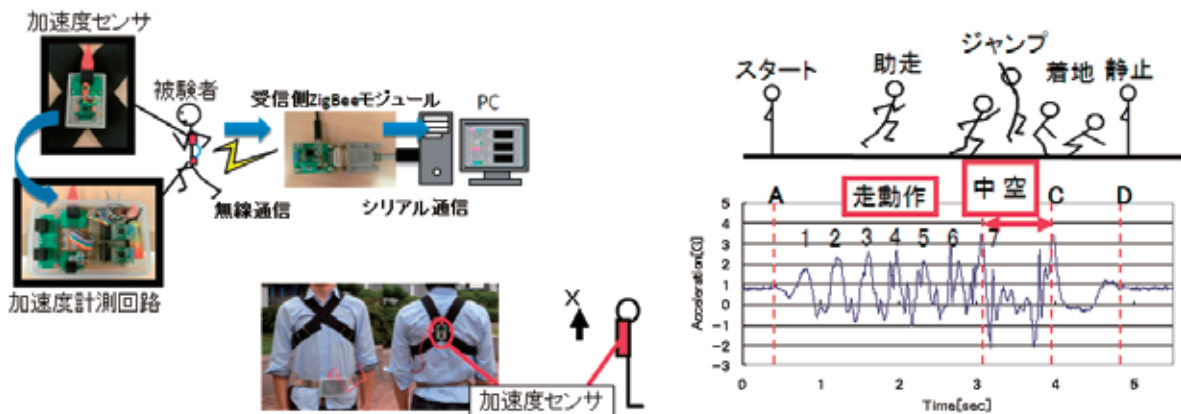 加速度センサ
被験者
受信側ZigBeeモジュール
PC
無線通信
シリアル通信
加速度計測回路
X
加速度センサ
スタート
助走
ジャンプ
着地
静止
A
走動作
中空
C
D
Accleration[G]
5
4
3
2
1
0
-1
-2
-3
1
2
3
4
5
6
7
0
1
2
3
4
5
Time[sec]